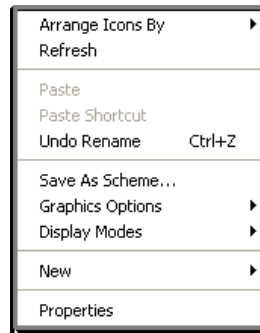 Arrange Icons By
Refresh
Paste
Paste Shortcut
Undo Rename Ctrl+Z
Save As Scheme...
Graphics Options
Display Modes
New
Properties